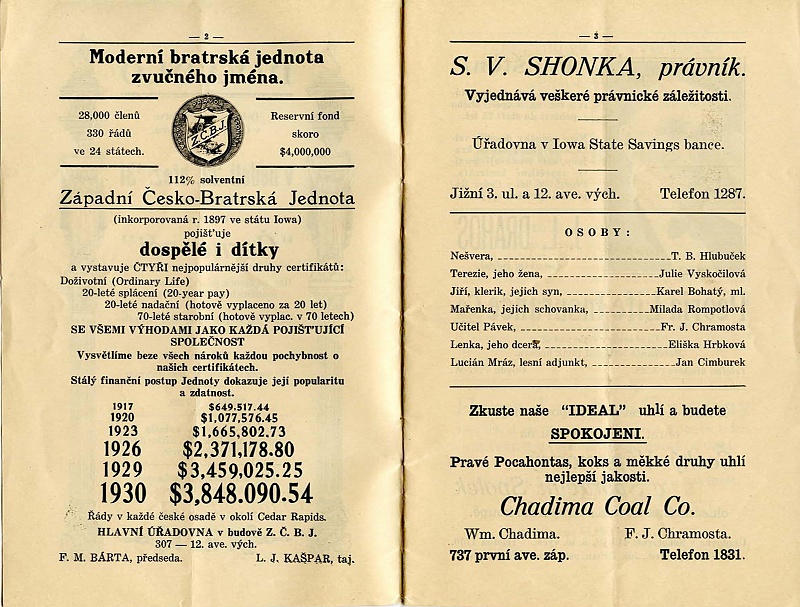 — 2 —
Moderní bratrská jednota
zvučného jména.
28,000 členů
330 řádů
ve 24 státech.
Z.Č.B.J.
Reservní fond
skoro
$4,000,000
112% solventní
Západní Česko-Bratrská Jednota
(inkorporovaná r. 1897 ve státu Iowa)
pojišt'uje
dospělé i dítky
a vystavuje ČTYŘI nejpopulárnější druhy certifikátů:
Doživotní (Ordinary Life)
20-leté splácení (20-year pay)
20-leté nadační (hotově vyplaceno za 20 let)
70-leté starobní (hotově vyplac. v 70 letech)
SE VŠEMI VÝHODAMI JAKO KAŽDÁ POJIŠT'UJÍCÍ
SPOLEČNOST
Vysvětlíme beze všech nároků každou pochybnost o
našich certifikátech.
Stálý finanční postup Jednoty dokazuje její popularitu
a zdatnost.
1917 $649.517.44
1920 $1,077,576.45
1923 $1,665,802.73
1926 $2,371,178.80
1929 $3,459,025.25
1930 $3,848.090.54
Řády v každé české osadě v okolí Cedar Rapids.
HLAVNÍ ÚŘADOVNA v budově Z. Č. B. J.
307 — 12. ave. vých.
F. M. BÁRTA, předseda. L. J. KAŠPAR, taj.
— 3 —
S. V. SHONKA, právník.
Vyjednává veškeré právnické záležitosti.
Úřadovna v Iowa State Savings bance.
Jižní 3. ul. a 12. ave. vých. Telefon 1287.
OSOBY:
Nešvera, T. B. Hlubuček
Terezie, jeho žena, Julie Vyskočilová
Jiří, klerik, jejich syn, Karel Bohatý, ml.
Mařenka, jejich schovanka, Milada Rompotlová
Učitel Pávek, Fr. J. Chramosta
Lenka, jeho dcera, Eliška Hrbková
Lucián Mráz, lesní adjunkt, Jan Cimburek
Zkuste naše "IDEAL" uhlí a budete
SPOKOJENI.
Pravé Pocahontas, koks a měkké druhy uhlí
nejlepší jakosti.
Chadima Coal Co.
Wm. Chadima. F. J. Chramosta.
737 první ave. záp. Telefon 1831.